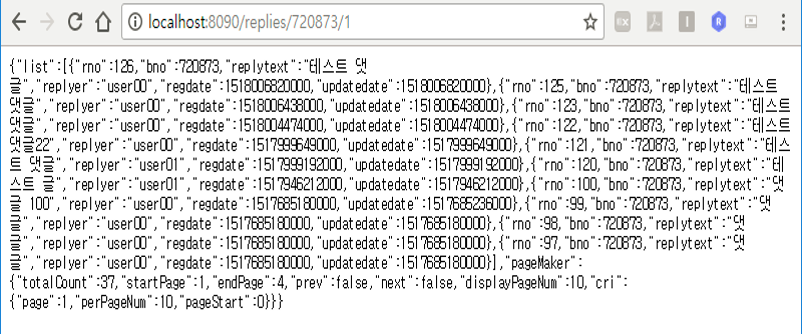 localhost:8090/replies/720873/1
{"list":[{"rno":126,"bno":720873,"replytext":"테스트 댓
글","replyer":"user00","regdate":1518006820000,"updatedate":1518006820000},{"rno":125,"bno":720873,"replytext":"테스트
댓글","replyer":"user00","regdate":1518006438000,"updatedate":1518006438000},{"rno":123,"bno":720873,"replytext":"테스트
댓글","replyer":"user00","regdate":1518004474000,"updatedate":1518004474000},{"rno":122,"bno":720873,"replytext":"테스트
댓글22","replyer":"user00","regdate":1517999649000,"updatedate":1517999649000},{"rno":121,"bno":720873,"replytext":"테스
트 댓글","replyer":"user01","regdate":1517999192000,"updatedate":1517999192000},{"rno":120,"bno":720873,"replytext":"테
스트 글","replyer":"user01","regdate":1517946212000,"updatedate":1517946212000},{"rno":100,"bno":720873,"replytext":"댓
글 100","replyer":"user00","regdate":1517685180000,"updatedate":1517685236000},{"rno":99,"bno":720873,"replytext":"댓
글","replyer":"user00","regdate":1517685180000,"updatedate":1517685180000},{"rno":98,"bno":720873,"replytext":"댓
글","replyer":"user00","regdate":1517685180000,"updatedate":1517685180000},{"rno":97,"bno":720873,"replytext":"댓
글","replyer":"user00","regdate":1517685180000,"updatedate":1517685180000}],"pageMaker":
{"totalCount":37,"startPage":1,"endPage":4,"prev":false,"next":false,"displayPageNum":10,"cri":
{"page":1,"perPageNum":10,"pageStart":0}}}